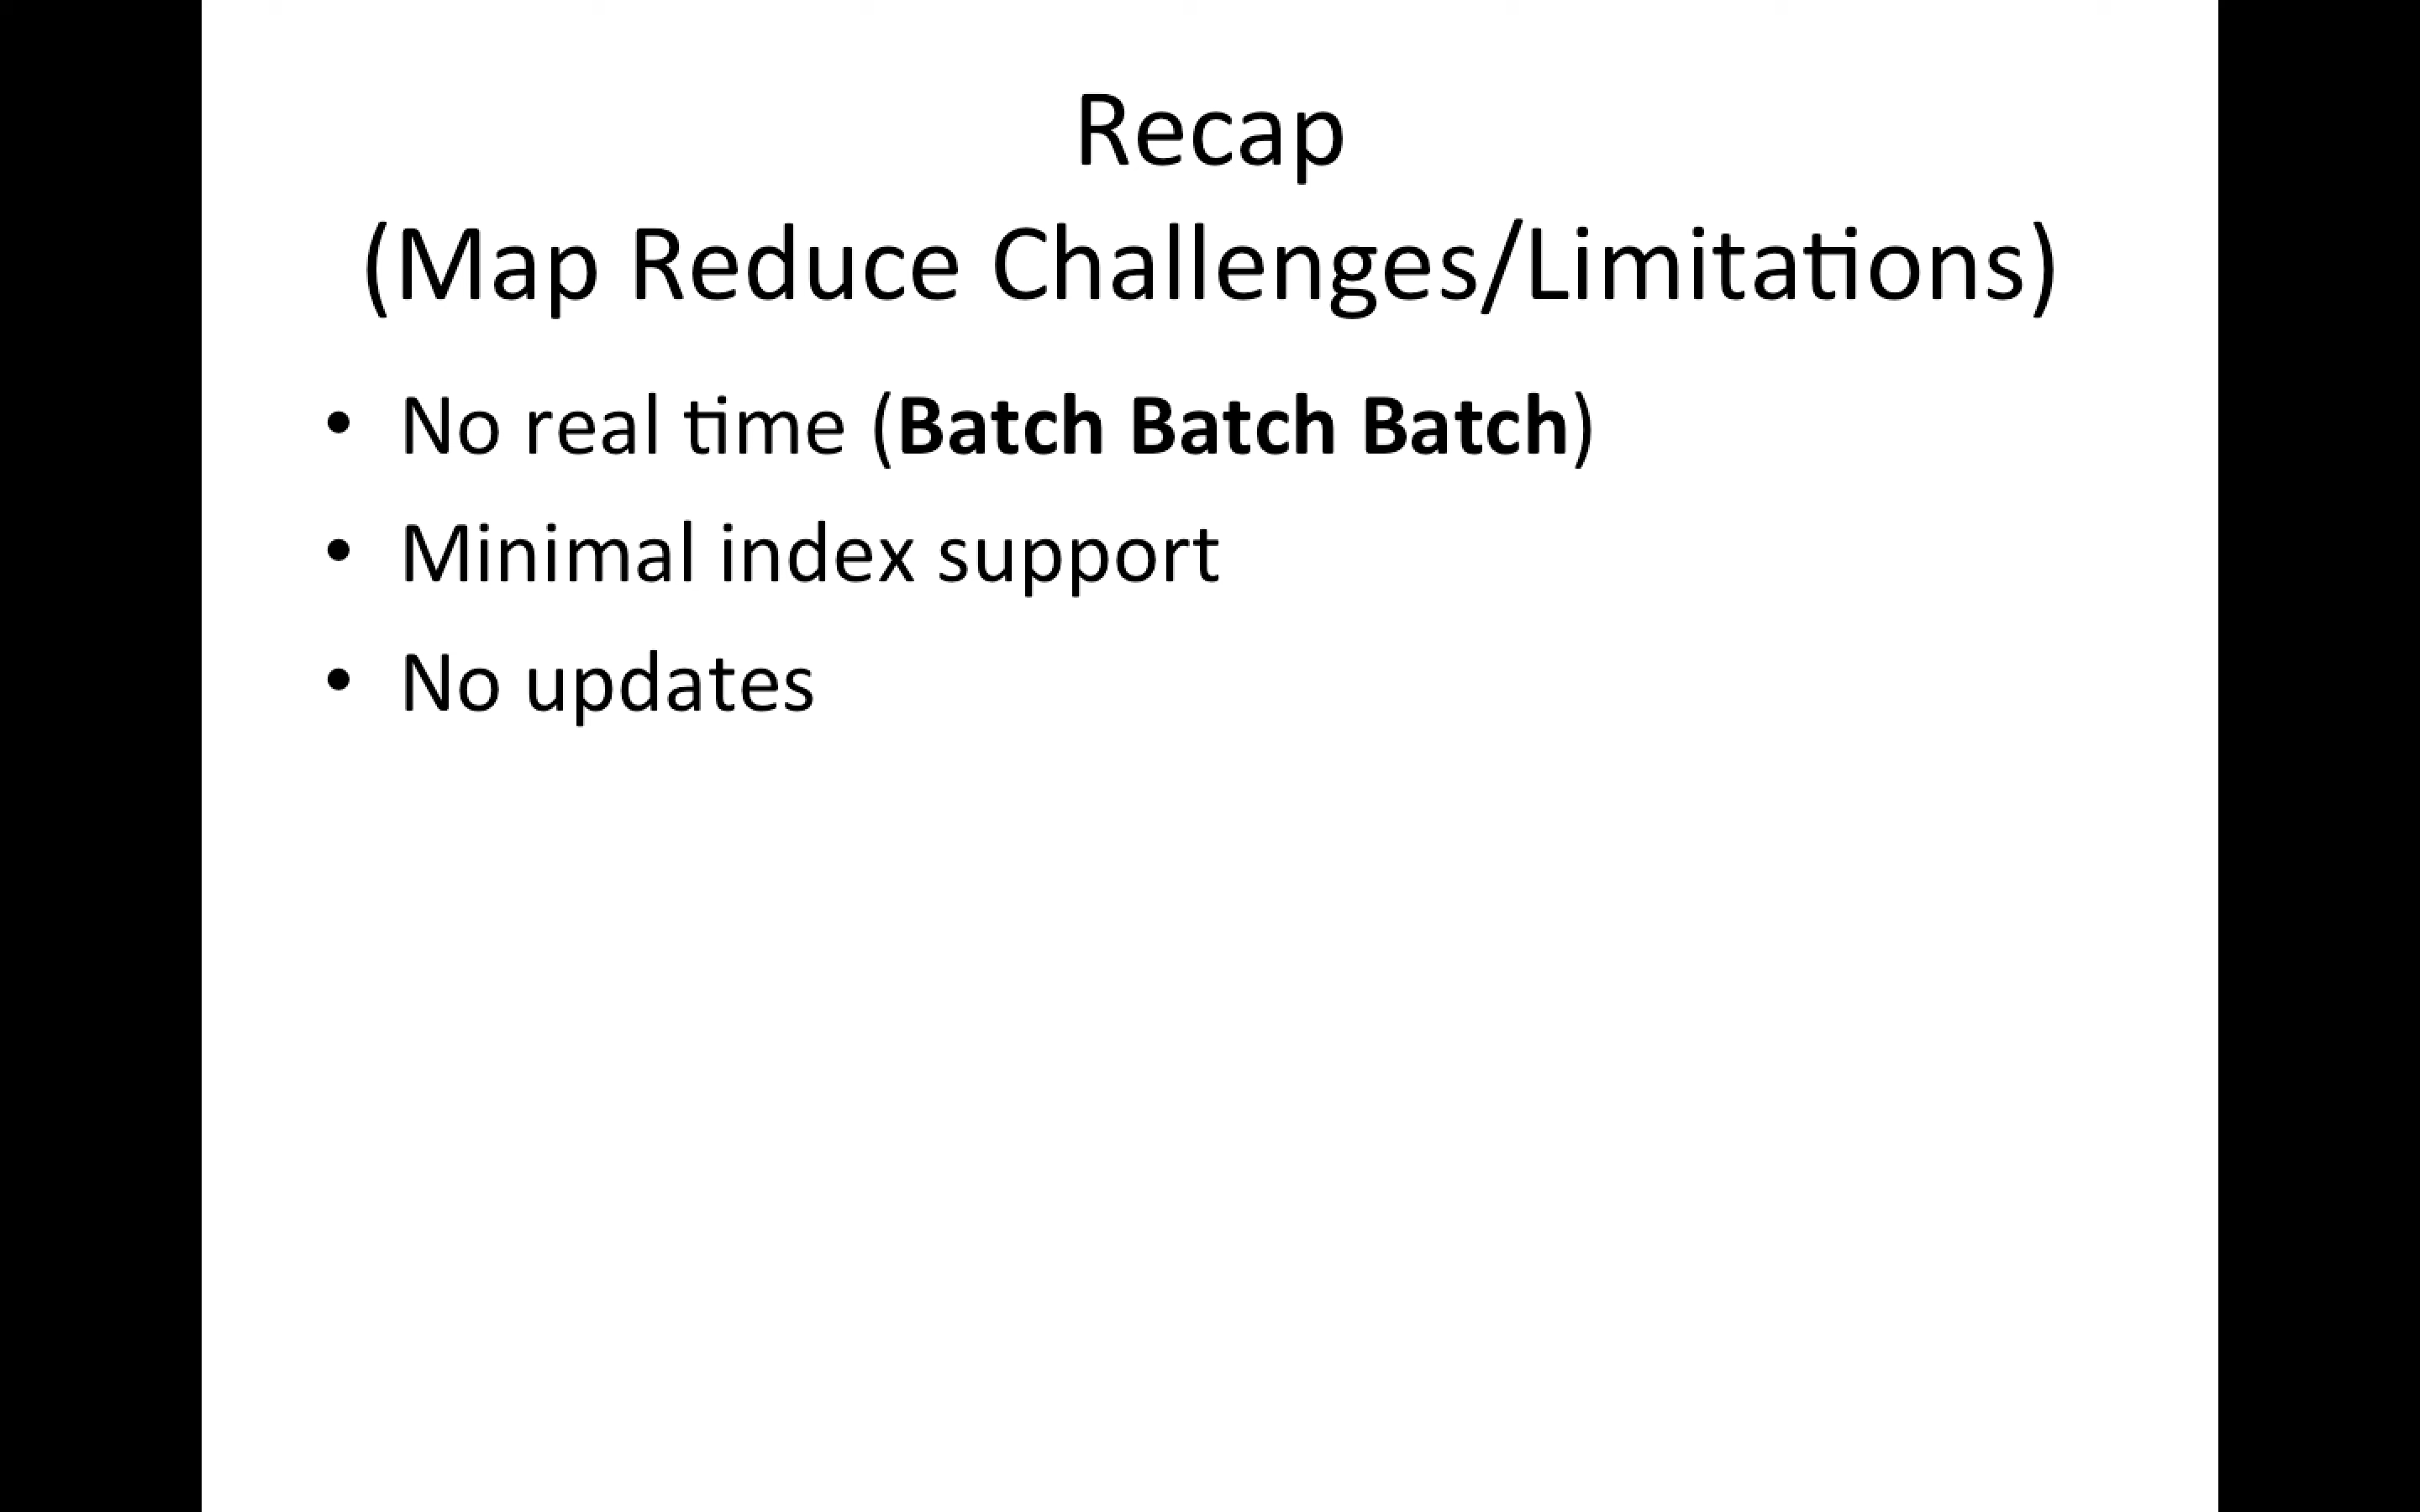 Recap
(Map Reduce Challenges/Limitations)
• No real time (Batch Batch Batch)
• Minimal index support
• No updates